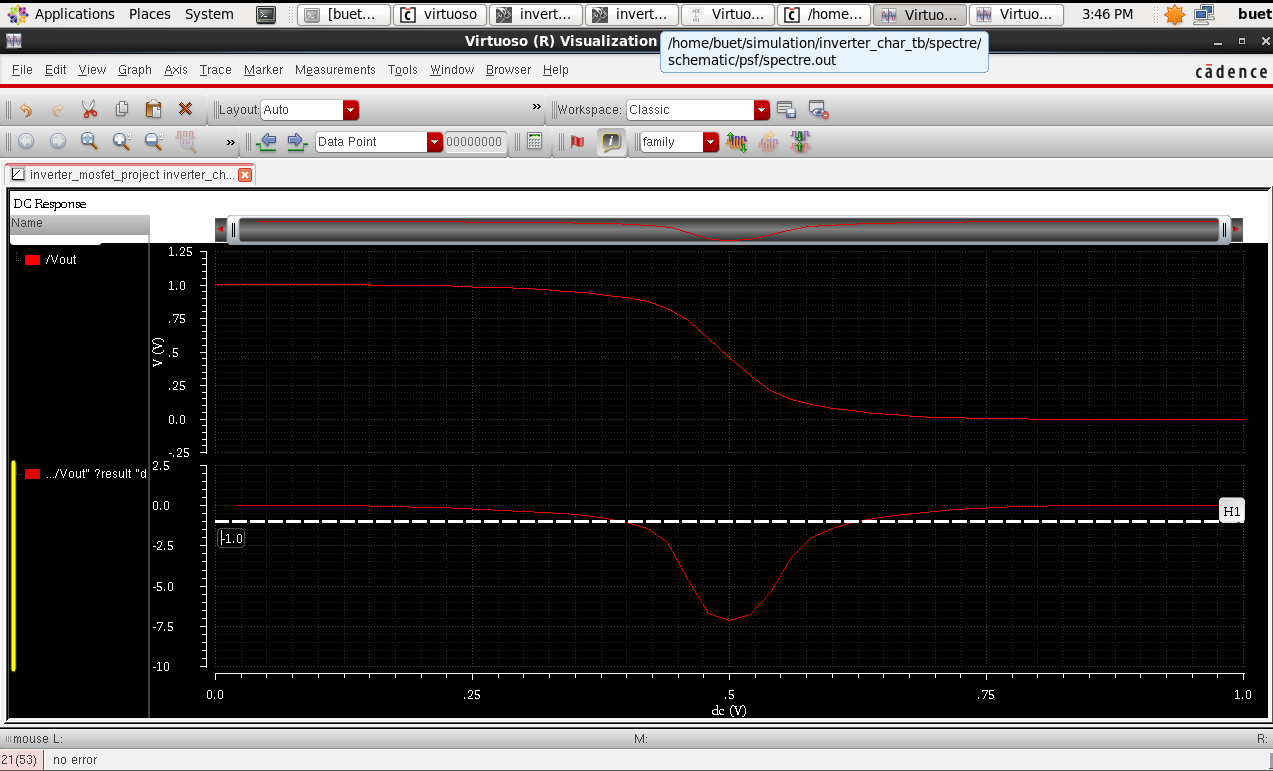 Applications Places System [buet... virtuoso invert... invert... Virtuo... /home... Virtuo... Virtuo... 3:46 PM buet
Virtuoso (R) Visualization
/home/buet/simulation/inverter_char_tb/spectre/
schematic/psf/spectre.out
File Edit View Graph Axis Trace Marker Measurements Tools Window Browser Help
cādence
Layout: Auto » Workspace: Classic
» Data Point 00000000 family
inverter_mosfet_project inverter_ch...
DC Response
Name
/Vout
1.25
1.0
.75
V (V)
.5
.25
0.0
-.25
.../Vout" ?result "d
2.5
0.0
H1
-1.0
-2.5
-5.0
-7.5
-10
0.0 .25 .5 .75 1.0
dc (V)
mouse L: M: R:
21(53) no error